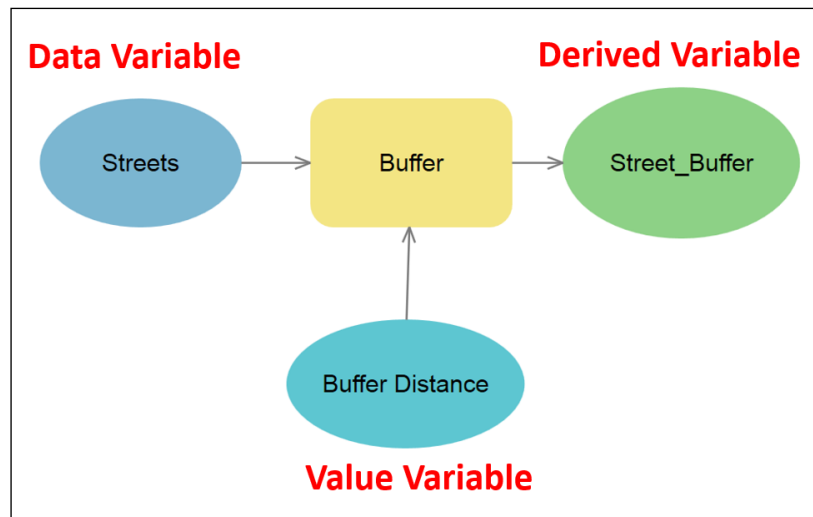 Data Variable
Derived Variable
Streets
Buffer
Street_Buffer
Buffer Distance
Value Variable